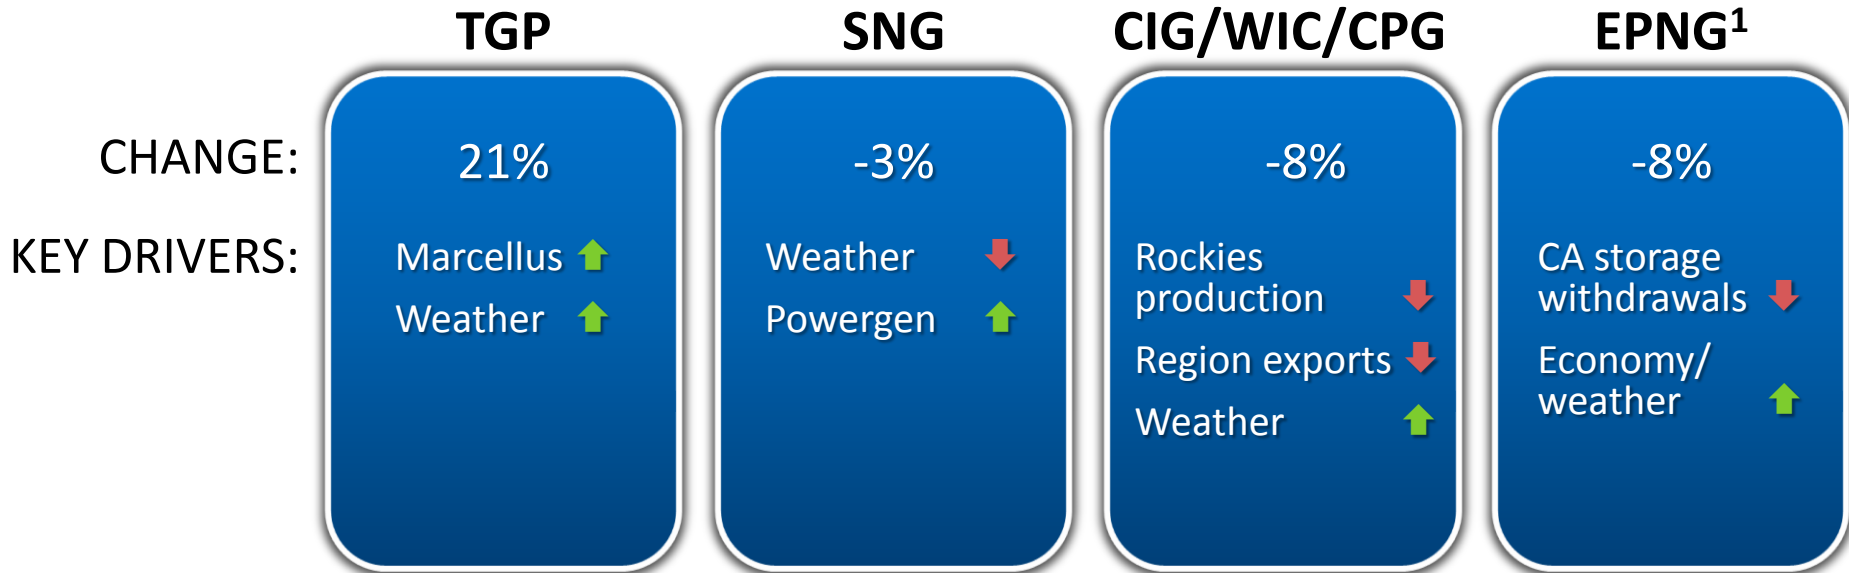 TGP SNG CIG/WIC/CPG EPNG¹
CHANGE: 21% -3% -8% -8%
KEY DRIVERS:
Marcellus
Weather
Weather
Powergen
Rockies
production
Region exports
Weather
CA storage
withdrawals
Economy/
weather